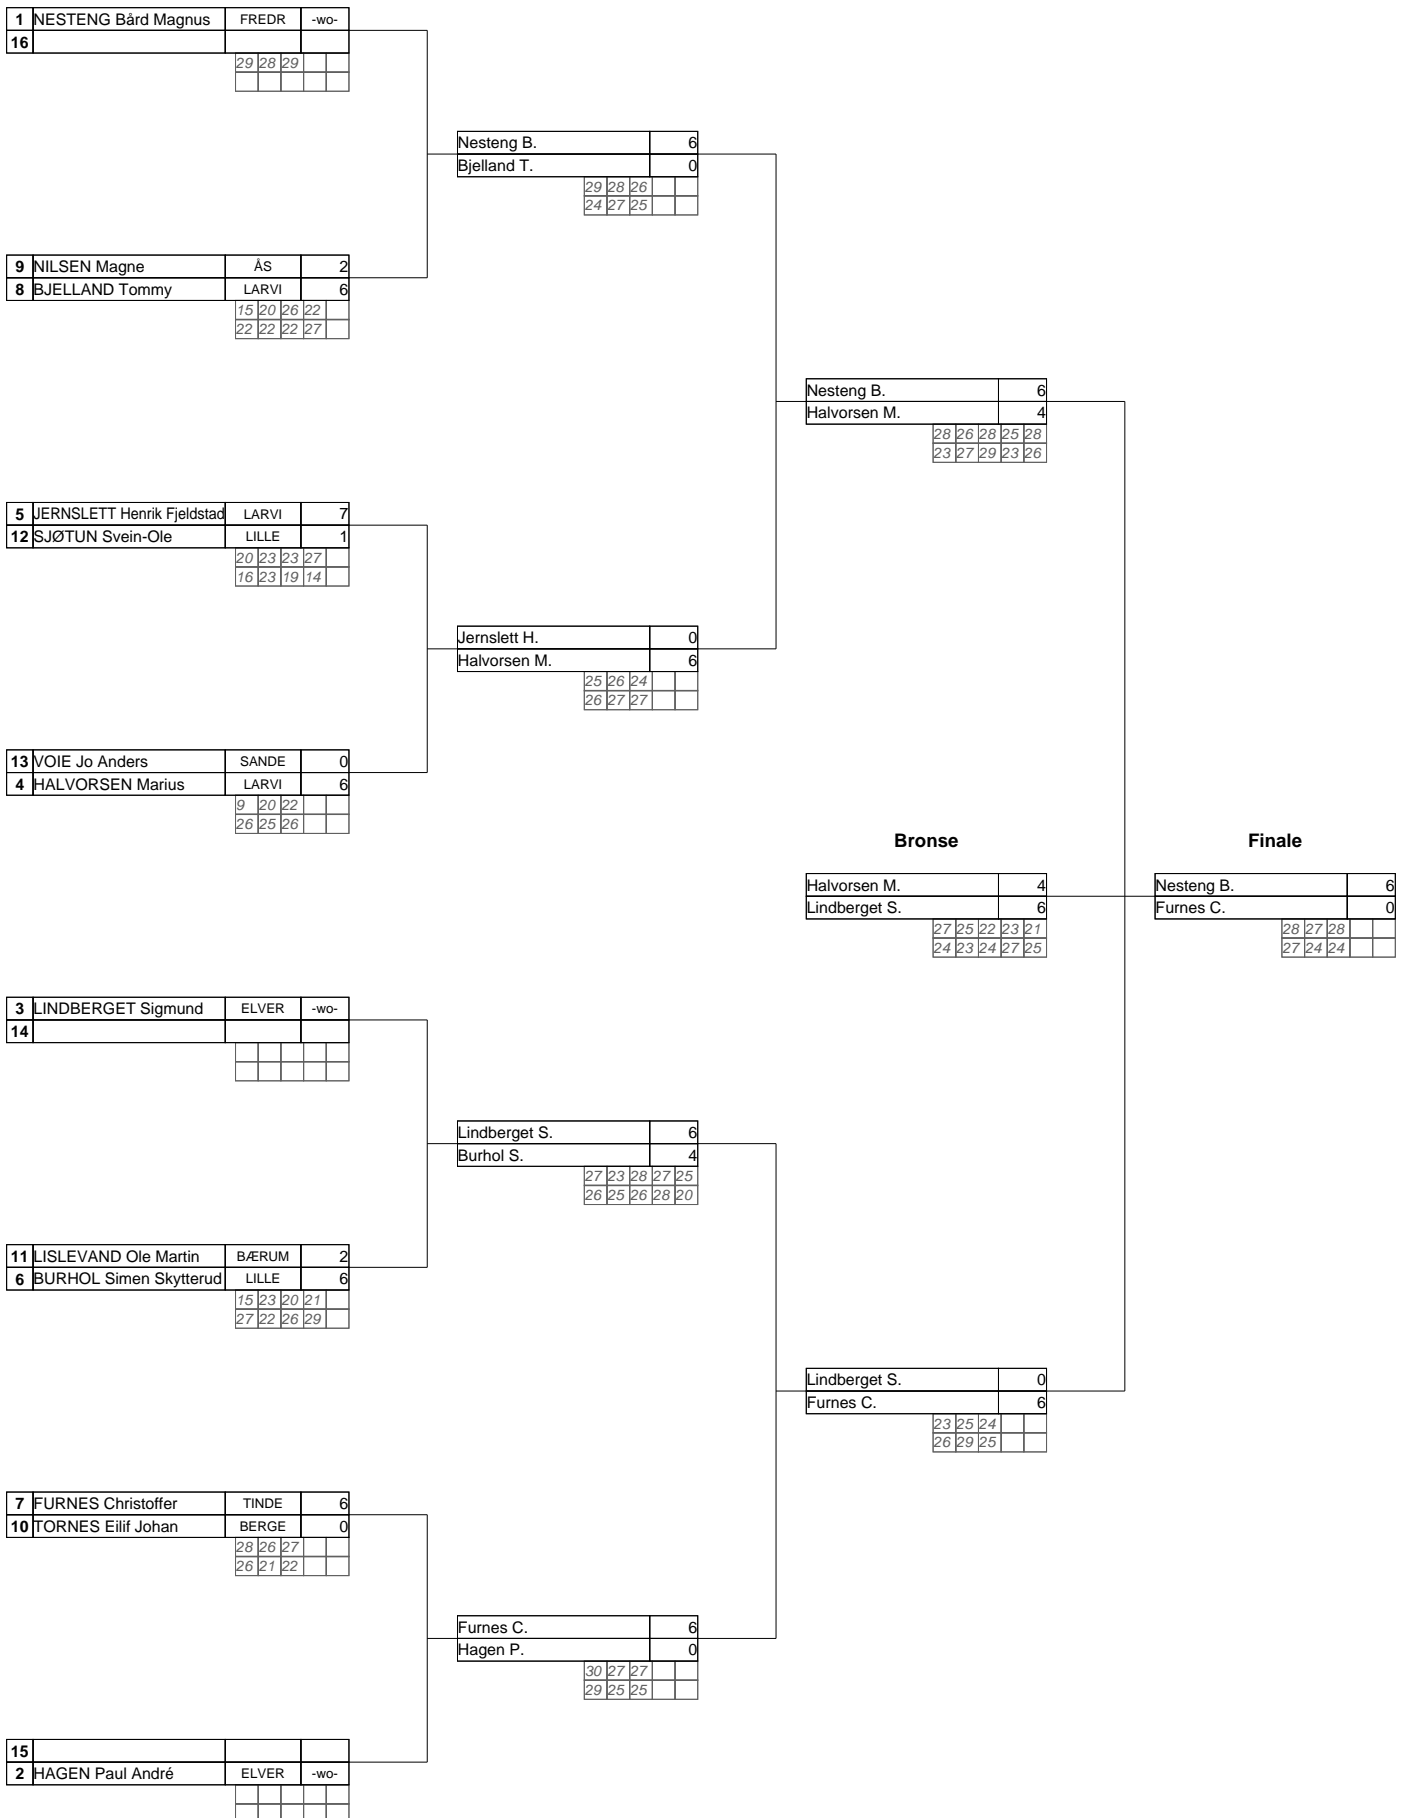 1 NESTENG Bård Magnus FREDR -wo-
16
29 28 29
Nesteng B. 6
Bjelland T. 0
29 28 26
24 27 25
9 NILSEN Magne ÅS 2
8 BJELLAND Tommy LARVI 6
15 20 26 22
22 22 22 27
Nesteng B. 6
Halvorsen M. 4
28 26 28 25 28
23 27 29 23 26
5 JERNSLETT Henrik Fjeldstad LARVI 7
12 SJØTUN Svein-Ole LILLE 1
20 23 23 27
16 23 19 14
Jernslett H. 0
Halvorsen M. 6
25 26 24
26 27 27
13 VOIE Jo Anders SANDE 0
4 HALVORSEN Marius LARVI 6
9 20 22
26 25 26
Bronse Finale
Halvorsen M. 4 Nesteng B. 6
Lindberget S. 6 Furnes C. 0
27 25 22 23 21 28 27 28
24 23 24 27 25 27 24 24
3 LINDBERGET Sigmund ELVER -wo-
14
Lindberget S. 6
Burhol S. 4
27 23 28 27 25
26 25 26 28 20
11 LISLEVAND Ole Martin BÆRUM 2
6 BURHOL Simen Skytterud LILLE 6
15 23 20 21
27 22 26 29
Lindberget S. 0
Furnes C. 6
23 25 24
26 29 25
7 FURNES Christoffer TINDE 6
10 TORNES Eilif Johan BERGE 0
28 26 27
26 21 22
Furnes C. 6
Hagen P. 0
30 27 27
29 25 25
15
2 HAGEN Paul André ELVER -wo-